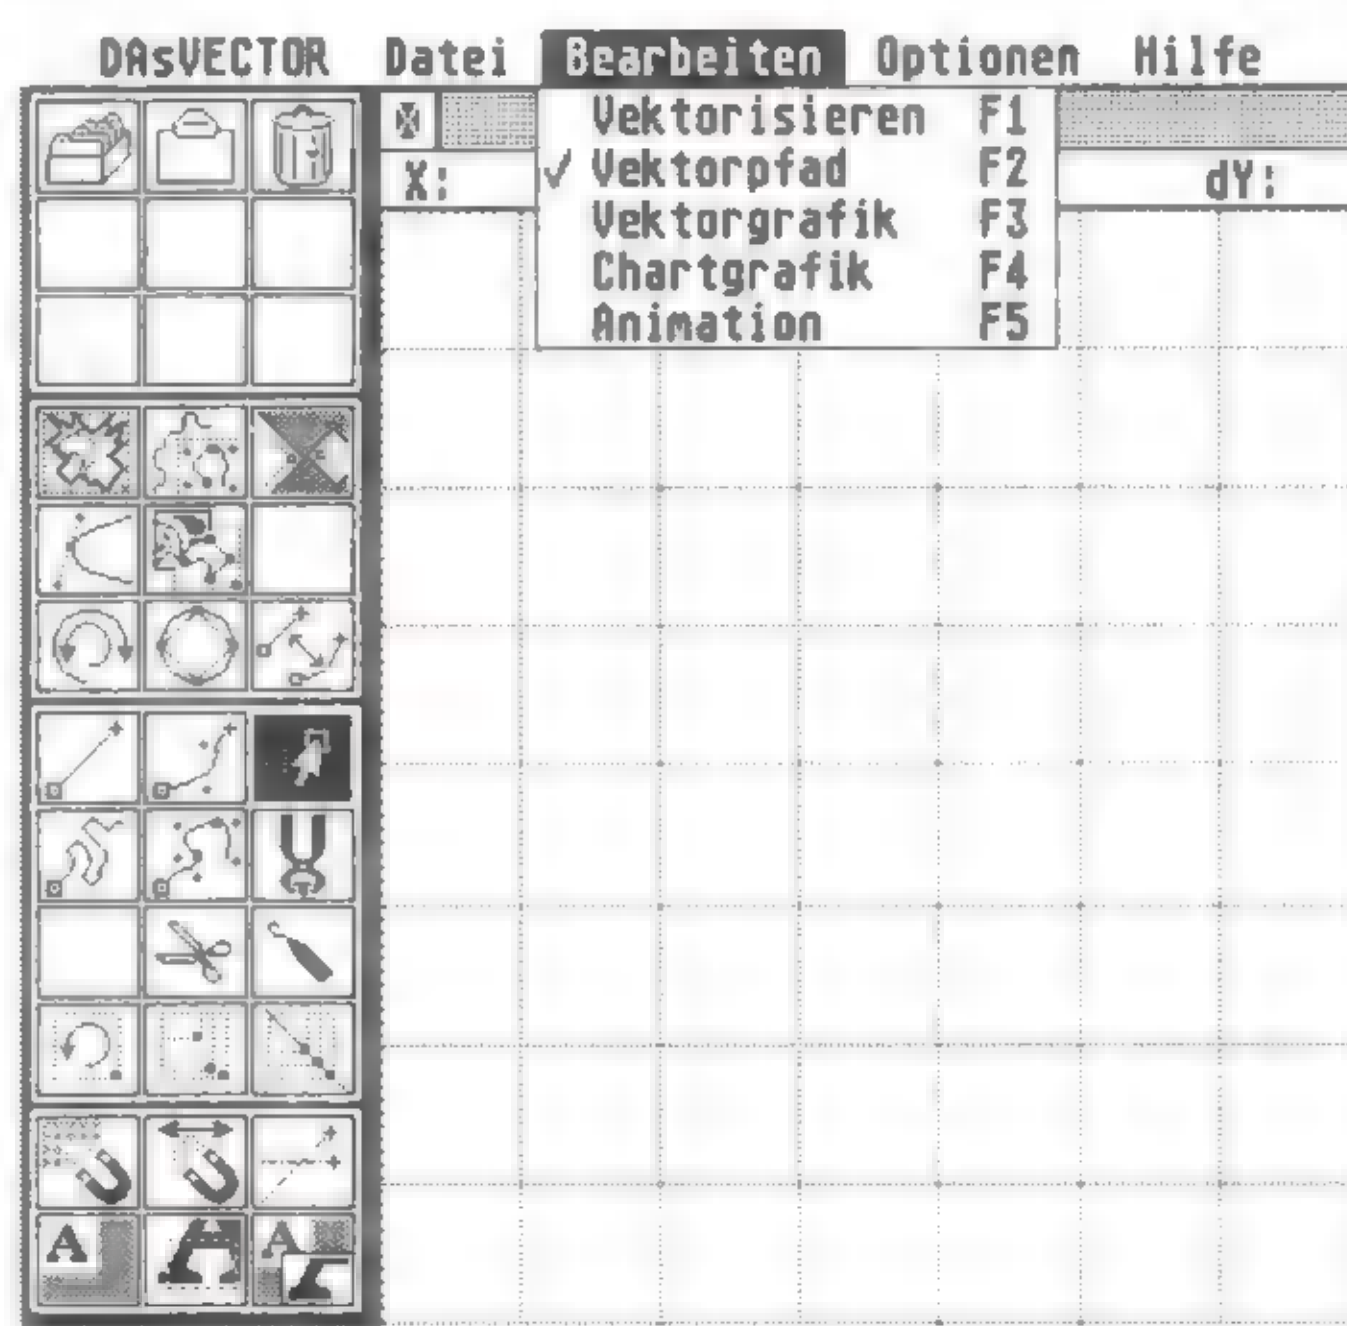 DAsVECTOR Datei Bearbeiten Optionen Hilfe
Vektorisieren F1
✓ Vektorpfad F2
Vektorgrafik F3
Chartgrafik F4
Animation F5
X: dY:
A A A